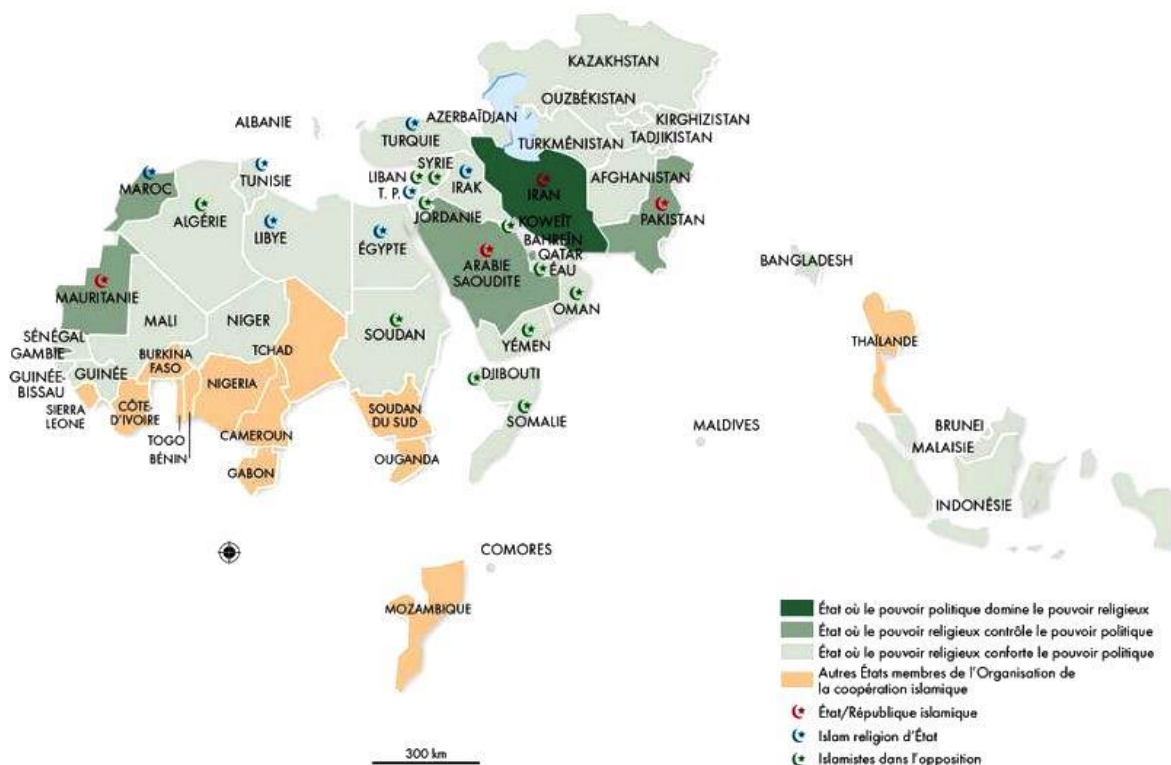 KAZAKHSTAN
OUZBÉKISTAN
ALBANIE
AZERBAÏDJAN
KIRGHIZISTAN
TURQUIE
TURKMÉNISTAN
TADJIKISTAN
SYRIE
MAROC
TUNISIE
LIBAN
IRAK
IRAN
AFGHANISTAN
T. P.
ALGÉRIE
JORDANIE
KOWEÏT
PAKISTAN
LIBYE
ÉGYPTE
BAHREÏN
QATAR
ARABIE
SAOUDITE
ÉAU
BANGLADESH
MAURITANIE
OMAN
MALI
NIGER
SOUDAN
YÉMEN
SÉNÉGAL
GAMBIE
BURKINA
FASO
TCHAD
THAÏLANDE
GUINÉE-
BISSAU
GUINÉE
NIGERIA
DJIBOUTI
SIERRA
LEONE
CÔTE-
D'IVOIRE
SOUDAN
DU SUD
SOMALIE
MALDIVES
BRUNEI
TOGO
CAMEROUN
MALAISIE
BÉNIN
GABON
OUGANDA
INDONÉSIE
COMORES
MOZAMBIQUE
État où le pouvoir politique domine le pouvoir religieux
État où le pouvoir religieux contrôle le pouvoir politique
État où le pouvoir religieux conforte le pouvoir politique
Autres États membres de l'Organisation de
la coopération islamique
État/République islamique
Islam religion d'État
Islamistes dans l'opposition
300 km